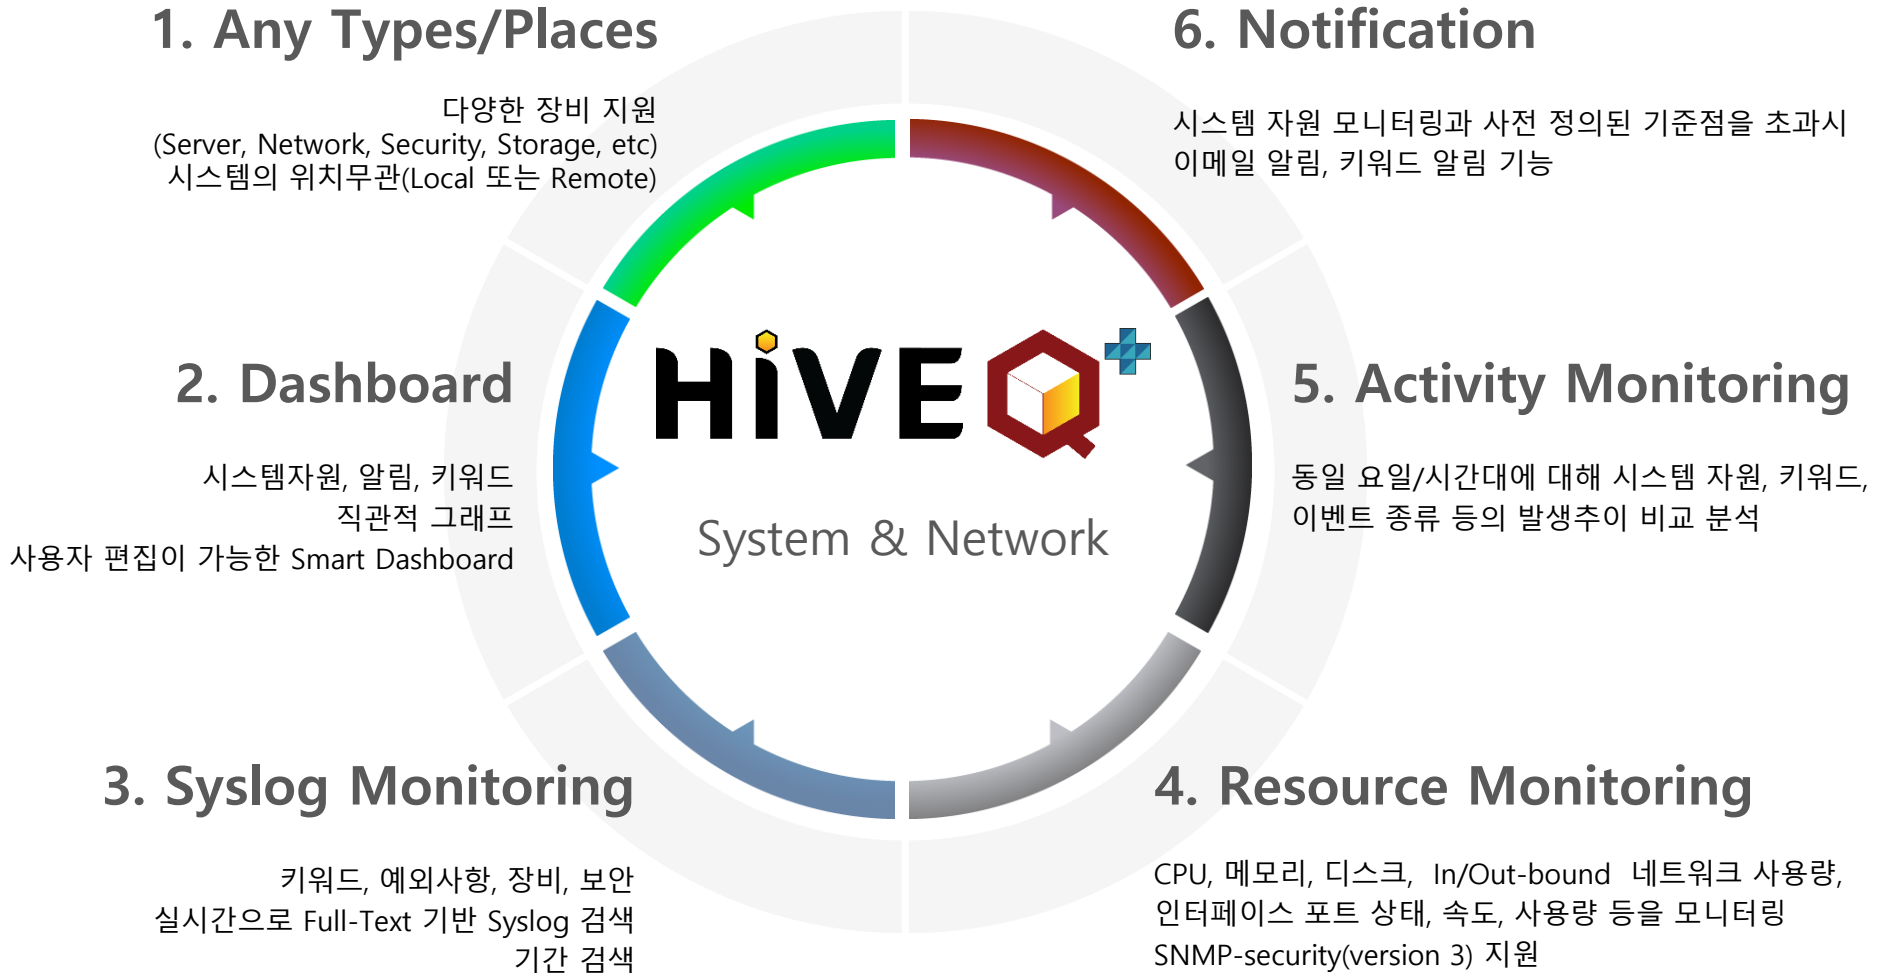 1. Any Types/Places
다양한 장비 지원
(Server, Network, Security, Storage, etc)
시스템의 위치무관(Local 또는 Remote)
2. Dashboard
시스템자원, 알림, 키워드
직관적 그래프
사용자 편집이 가능한 Smart Dashboard
3. Syslog Monitoring
키워드, 예외사항, 장비, 보안
실시간으로 Full-Text 기반 Syslog 검색
기간 검색
HiVE Q+
System & Network
6. Notification
시스템 자원 모니터링과 사전 정의된 기준점을 초과시
이메일 알림, 키워드 알림 기능
5. Activity Monitoring
동일 요일/시간대에 대해 시스템 자원, 키워드,
이벤트 종류 등의 발생추이 비교 분석
4. Resource Monitoring
CPU, 메모리, 디스크, In/Out-bound 네트워크 사용량,
인터페이스 포트 상태, 속도, 사용량 등을 모니터링
SNMP-security(version 3) 지원